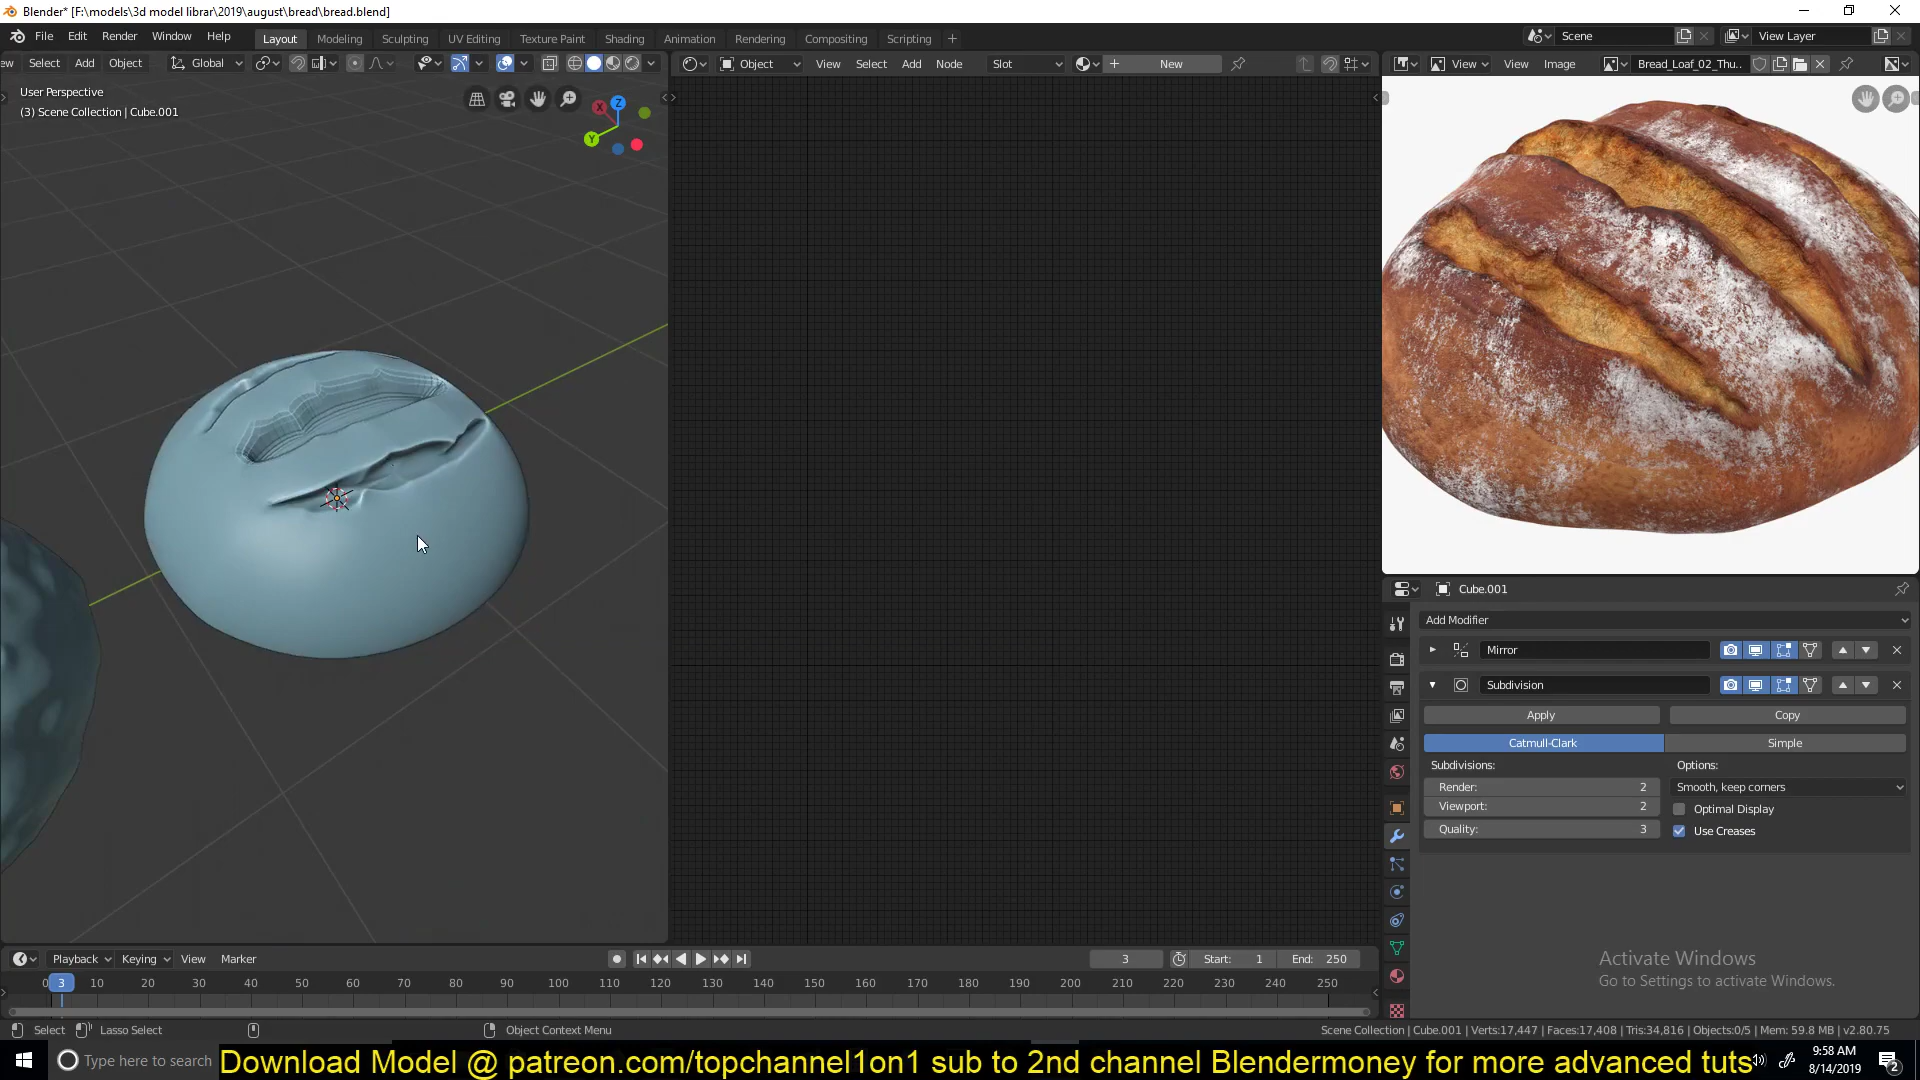 Blender* [F:\models\3d model librar\2019\august\bread\bread.blend]
File Edit Render Window Help Layout Modeling Sculpting UV Editing Texture Paint Shading Animation Rendering Compositing Scripting + Scene View Layer
ew Select Add Object Global Object View Select Add Node Slot New View View Image Bread_Loaf_02_Thu..
User Perspective
(3) Scene Collection | Cube.001
X Z
Y
Cube.001
Add Modifier
Mirror
Subdivision
Apply Copy
Catmull-Clark Simple
Subdivisions: Options:
Render: 2 Smooth, keep corners
Viewport: 2 Optimal Display
Quality: 3 Use Creases
Activate Windows
Go to Settings to activate Windows.
Playback Keying View Marker 3 Start: 1 End: 250
0 3 10 20 30 40 50 60 70 80 90 100 110 120 130 140 150 160 170 180 190 200 210 220 230 240 250
Select Lasso Select Object Context Menu Scene Collection | Cube.001 | Verts:17,447 | Faces:17,408 | Tris:34,816 | Objects:0/5 | Mem: 59.8 MB | v2.80.75
Type here to search Download Model @ patreon.com/topchannel1on1 sub to 2nd channel Blendermoney for more advanced tuts 9:58 AM
8/14/2019 2